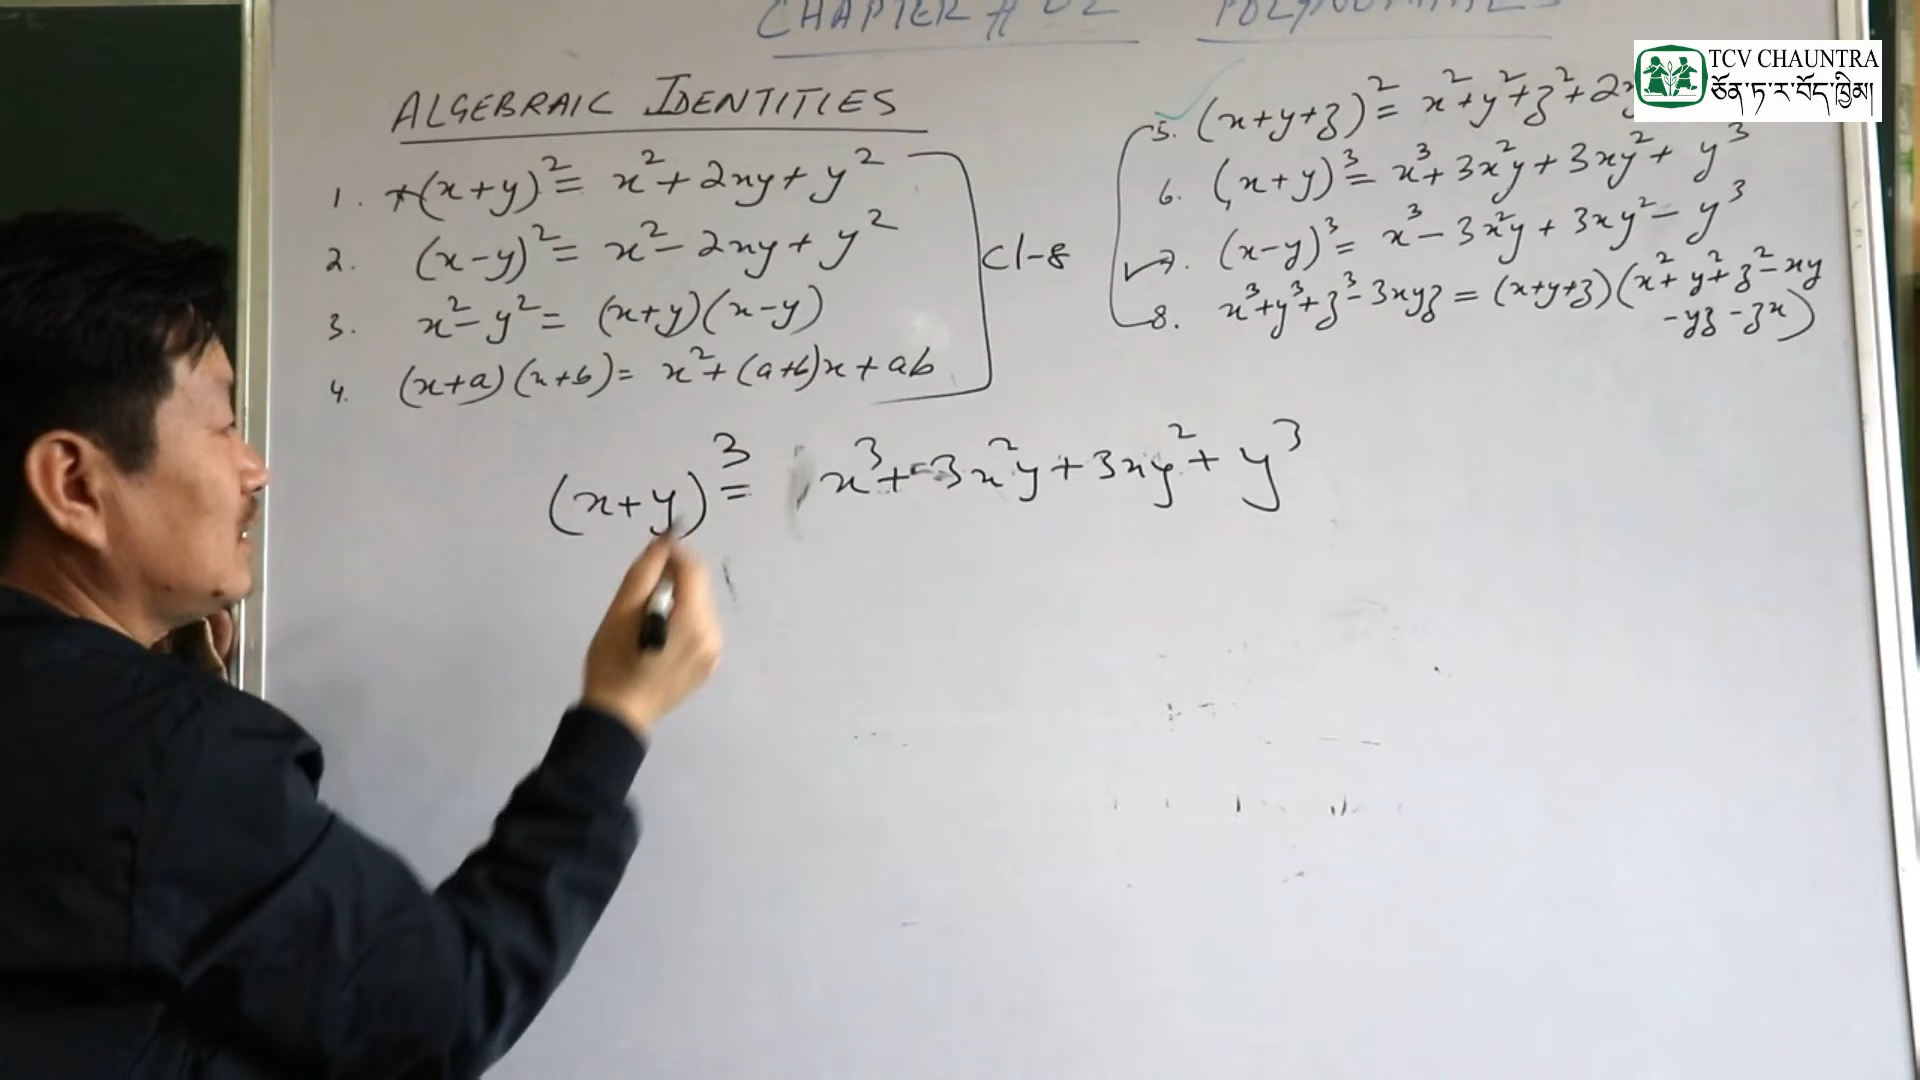 CHAPTER # 02 POLYNOMIALS
ALGEBRAIC IDENTITIES
1. *(x+y)²= x²+2xy+y²
2. (x-y)²= x²-2xy+y²
3. x²-y²= (x+y)(x-y)
4. (x+a)(x+b)= x²+(a+b)x+ab
Cl-8
5. (x+y+z)²= x²+y²+z²+2
6. (x+y)³= x³+3x²y+3xy²+y³
✓7. (x-y)³= x³-3x²y+3xy²-y³
8. x³+y³+z³-3xyz=(x+y+z)(x²+y²+z²-xy
-yz-zx)
(x+y)³= x³+3x²y+3xy²+y³
TCV CHAUNTRA
ཅོན་ཏ་ར་བོད་ཁྱིམ།